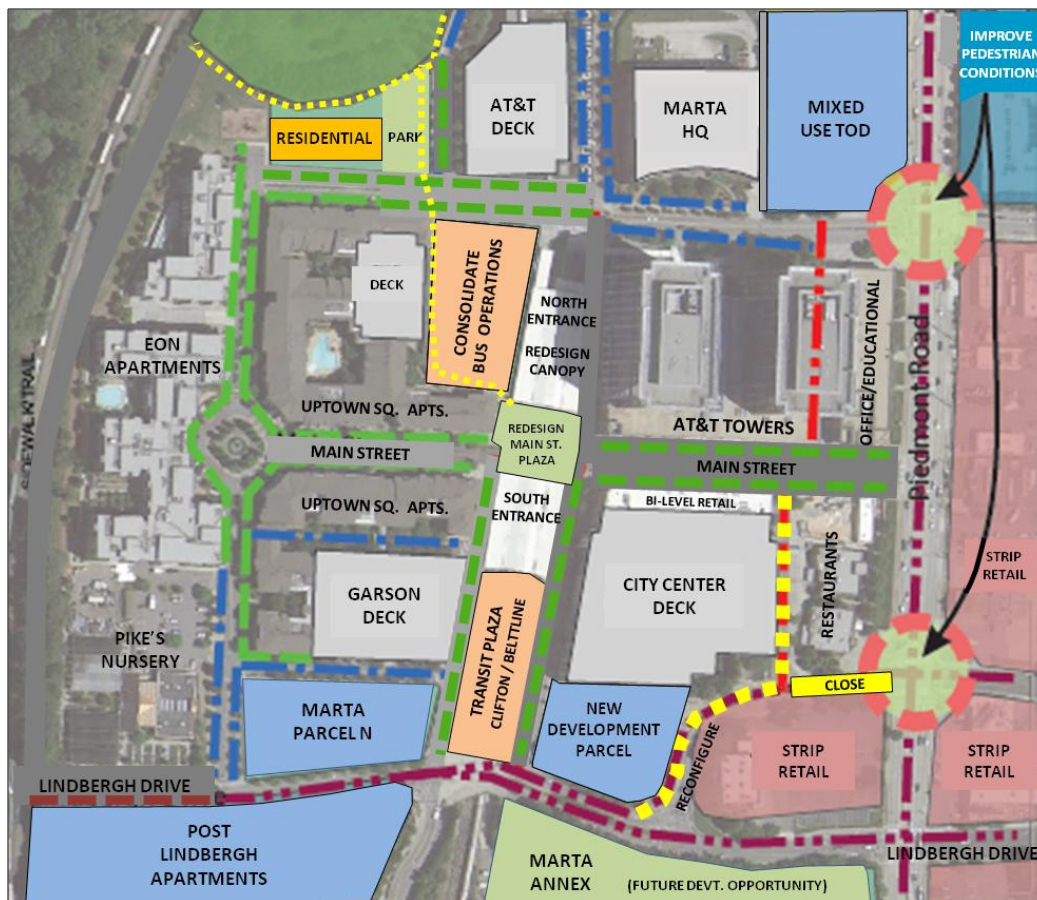 IMPROVE
PEDESTRIAN
CONDITIONS
AT&T
DECK
MARTA
HQ
MIXED
USE TOD
RESIDENTIAL
PARK
DECK
CONSOLIDATE
BUS OPERATIONS
NORTH
ENTRANCE
REDESIGN
CANOPY
OFFICE/EDUCATIONAL
Piedmont Road
EON
APARTMENTS
SIDEWALK TRAIL
UPTOWN SQ. APTS.
REDESIGN
MAIN ST.
PLAZA
AT&T TOWERS
MAIN STREET
MAIN STREET
UPTOWN SQ. APTS.
SOUTH
ENTRANCE
BI-LEVEL RETAIL
GARSON
DECK
CITY CENTER
DECK
RESTAURANTS
STRIP
RETAIL
PIKE'S
NURSERY
TRANSIT PLAZA
CLIFTON / BELTTLINE
CLOSE
MARTA
PARCEL N
NEW
DEVELOPMENT
PARCEL
RECONFIGURE
STRIP
RETAIL
STRIP
RETAIL
LINDBERGH DRIVE
POST
LINDBERGH
APARTMENTS
MARTA
ANNEX
(FUTURE DEVT. OPPORTUNITY)
LINDBERGH DRIVE